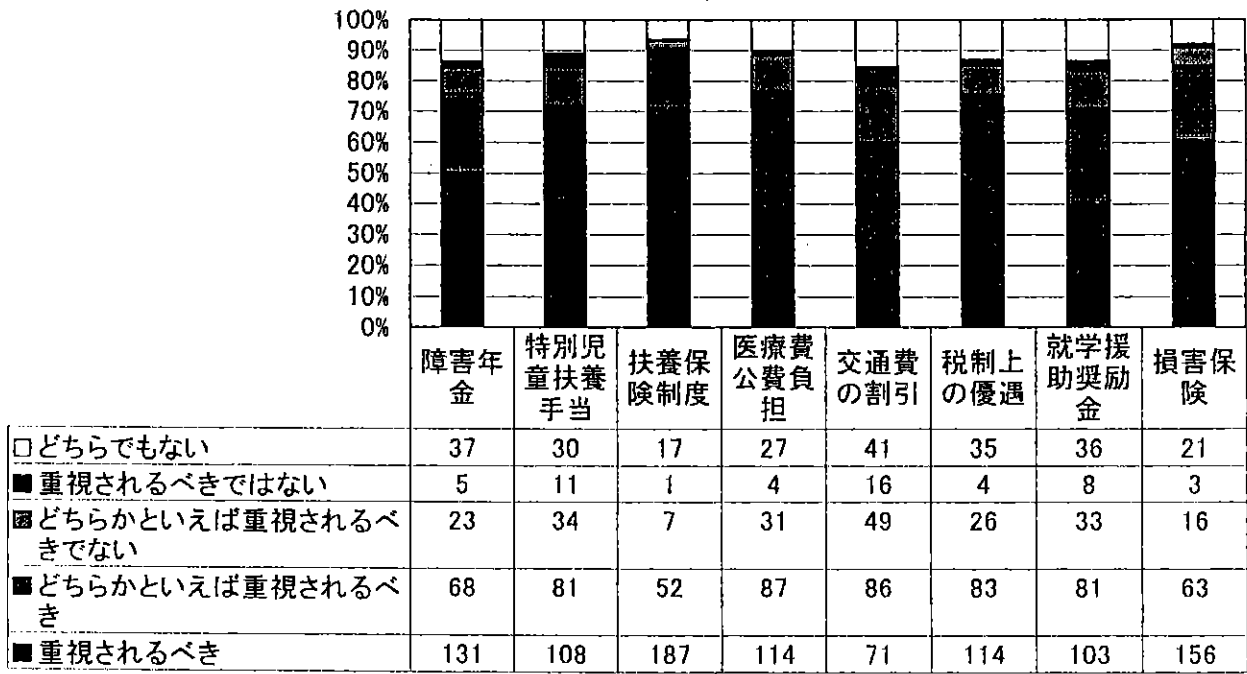 100%
90%
80%
70%
60%
50%
40%
30%
20%
10%
0%
障害年
金
特別児
童扶養
手当
扶養保
険制度
医療費
公費負
担
交通費
の割引
税制上
の優遇
就学援
助奨励
金
損害保
険
□どちらでもない 37 30 17 27 41 35 36 21
■重視されるべきではない 5 11 1 4 16 4 8 3
どちらかといえば重視されるべ 23 34 7 31 49 26 33 16
きでない
■どちらかといえば重視されるべ 68 81 52 87 86 83 81 63
き
■重視されるべき 131 108 187 114 71 114 103 156